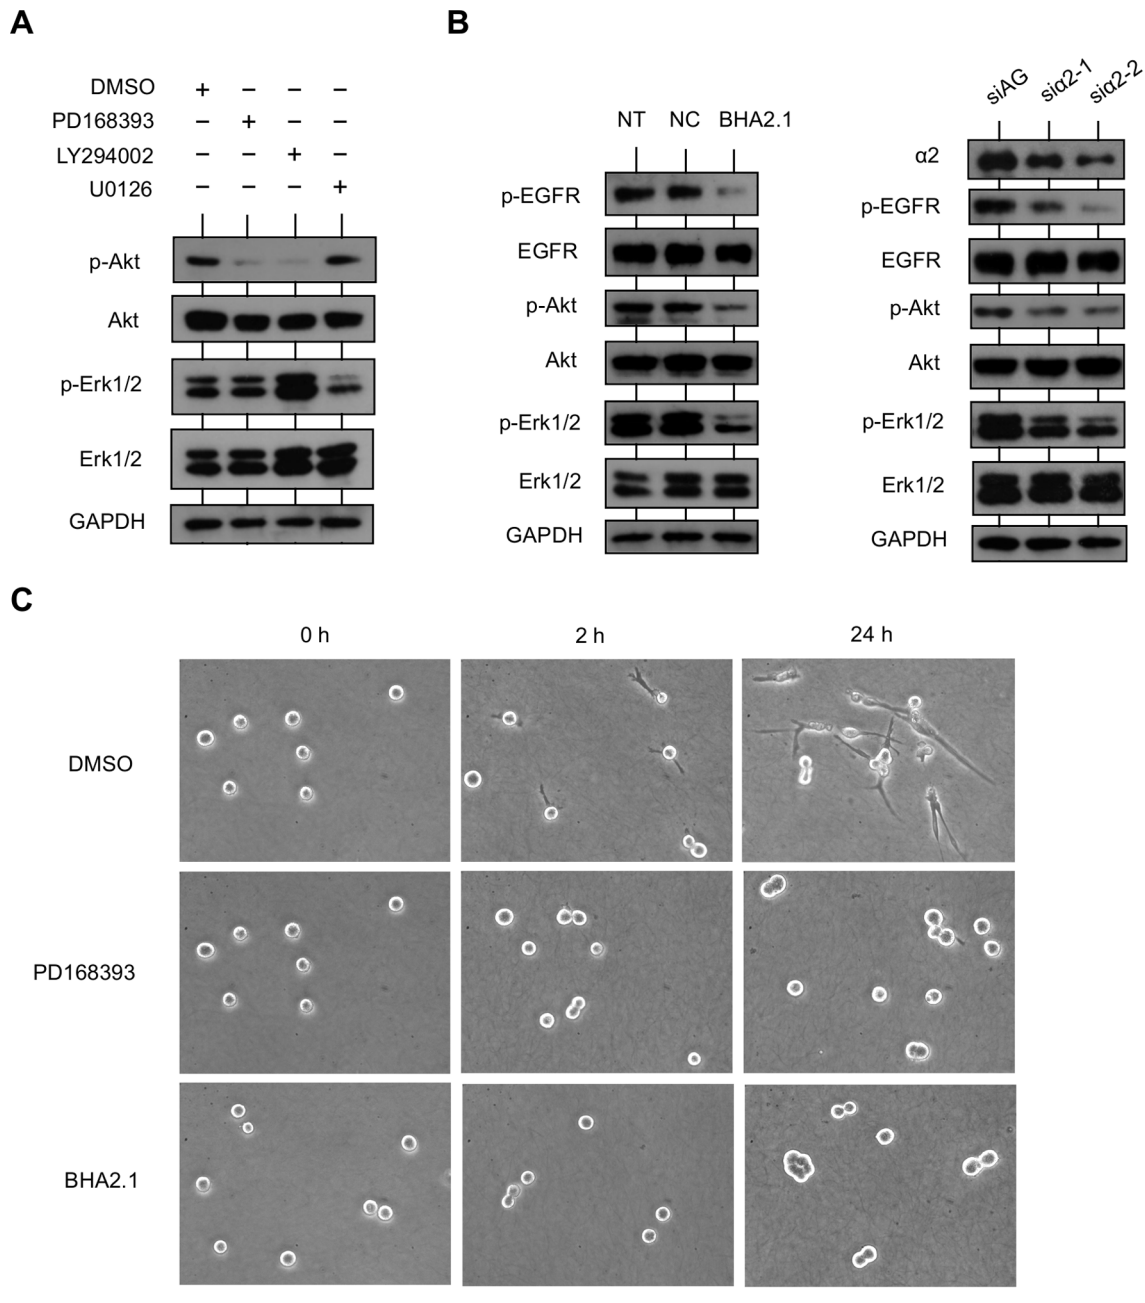 A
DMSO + – – –
PD168393 – + – –
LY294002 – – + –
U0126 – – – +
p-Akt
Akt
p-Erk1/2
Erk1/2
GAPDH
B
NT NC BHA2.1
p-EGFR
EGFR
p-Akt
Akt
p-Erk1/2
Erk1/2
GAPDH
siAG siα2-1 siα2-2
α2
p-EGFR
EGFR
p-Akt
Akt
p-Erk1/2
Erk1/2
GAPDH
C
0 h 2 h 24 h
DMSO
PD168393
BHA2.1